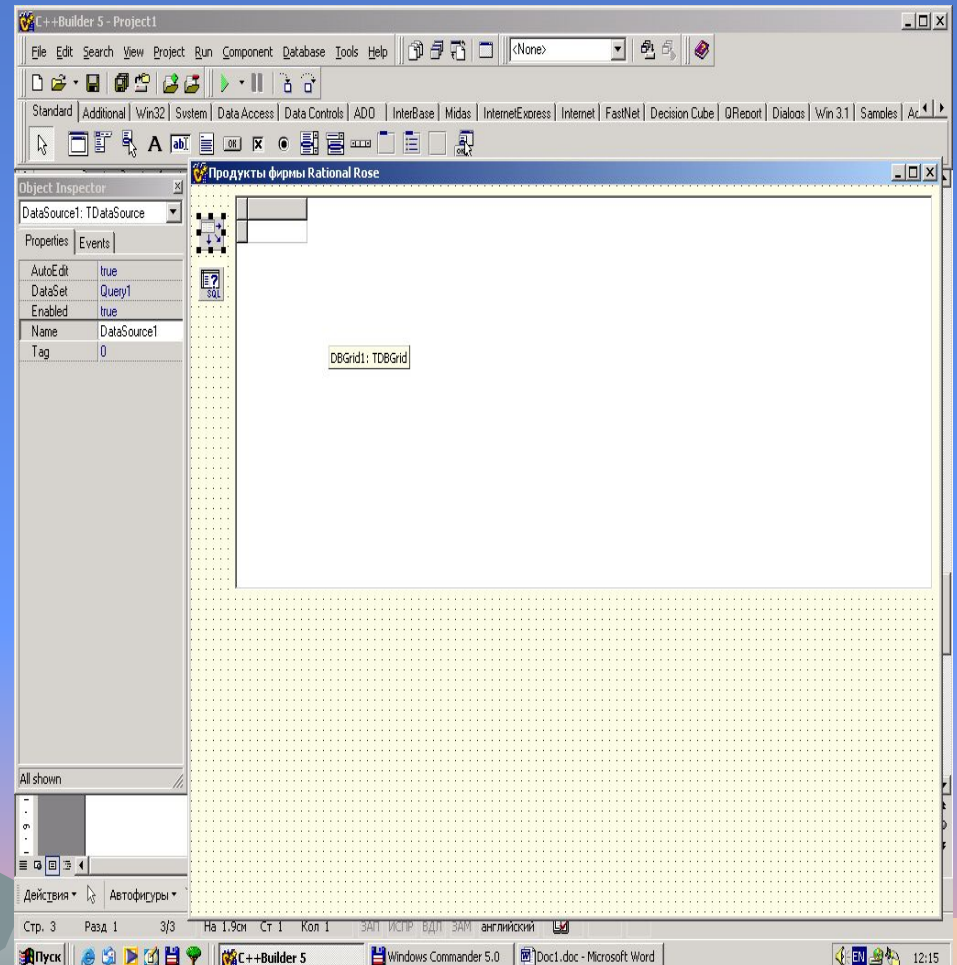 C++Builder 5 - Project1
File Edit Search View Project Run Component Database Tools Help <None>
Standard Additional Win32 System Data Access Data Controls ADO InterBase Midas InternetExpress Internet FastNet Decision Cube QReport Dialogs Win 3.1 Samples
Продукты фирмы Rational Rose
Object Inspector
DataSource1: TDataSource
Properties Events
AutoEdit true
DataSet Query1
Enabled true
Name DataSource1
Tag 0
SQL
DBGrid1: TDBGrid
All shown
Действия Автофигуры
Стр. 3 Разд 1 3/3 На 1.9см Ст 1 Кол 1 ЗАП ИСПР ВДЛ ЗАМ английский
Пуск C++Builder 5 Windows Commander 5.0 Doc1.doc - Microsoft Word EN 12:15